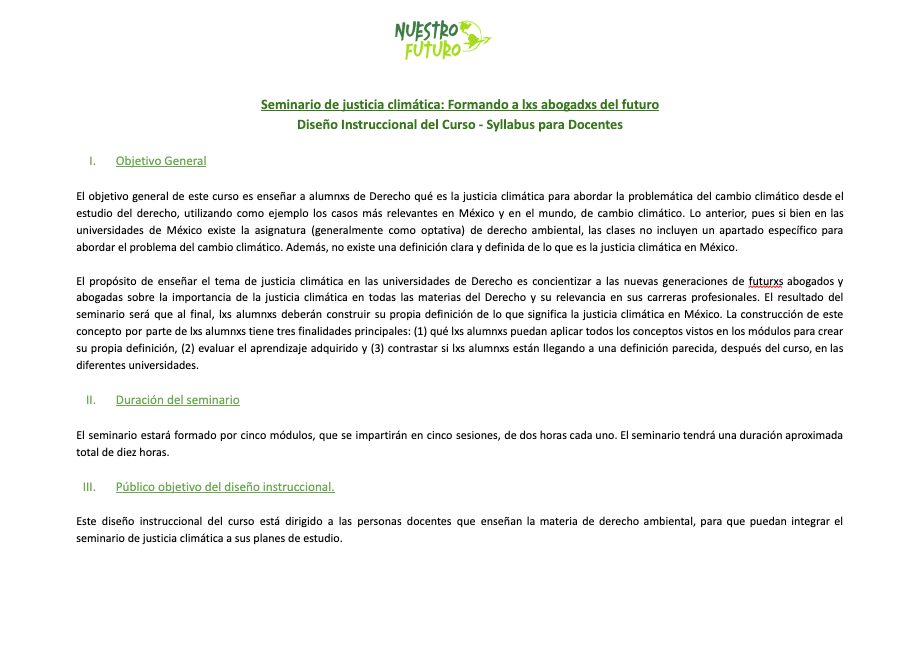 NUESTRO
FUTURO
Seminario de justicia climática: Formando a lxs abogadxs del futuro
Diseño Instruccional del Curso - Syllabus para Docentes
I. Objetivo General
El objetivo general de este curso es enseñar a alumnxs de Derecho qué es la justicia climática para abordar la problemática del cambio climático desde el
estudio del derecho, utilizando como ejemplo los casos más relevantes en México y en el mundo, de cambio climático. Lo anterior, pues si bien en las
universidades de México existe la asignatura (generalmente como optativa) de derecho ambiental, las clases no incluyen un apartado específico para
abordar el problema del cambio climático. Además, no existe una definición clara y definida de lo que es la justicia climática en México.
El propósito de enseñar el tema de justicia climática en las universidades de Derecho es concientizar a las nuevas generaciones de futurxs abogados y
abogadas sobre la importancia de la justicia climática en todas las materias del Derecho y su relevancia en sus carreras profesionales. El resultado del
seminario será que al final, lxs alumnxs deberán construir su propia definición de lo que significa la justicia climática en México. La construcción de este
concepto por parte de lxs alumnxs tiene tres finalidades principales: (1) qué lxs alumnxs puedan aplicar todos los conceptos vistos en los módulos para crear
su propia definición, (2) evaluar el aprendizaje adquirido y (3) contrastar si lxs alumnxs están llegando a una definición parecida, después del curso, en las
diferentes universidades.
II. Duración del seminario
El seminario estará formado por cinco módulos, que se impartirán en cinco sesiones, de dos horas cada uno. El seminario tendrá una duración aproximada
total de diez horas.
III. Público objetivo del diseño instruccional.
Este diseño instruccional del curso está dirigido a las personas docentes que enseñan la materia de derecho ambiental, para que puedan integrar el
seminario de justicia climática a sus planes de estudio.